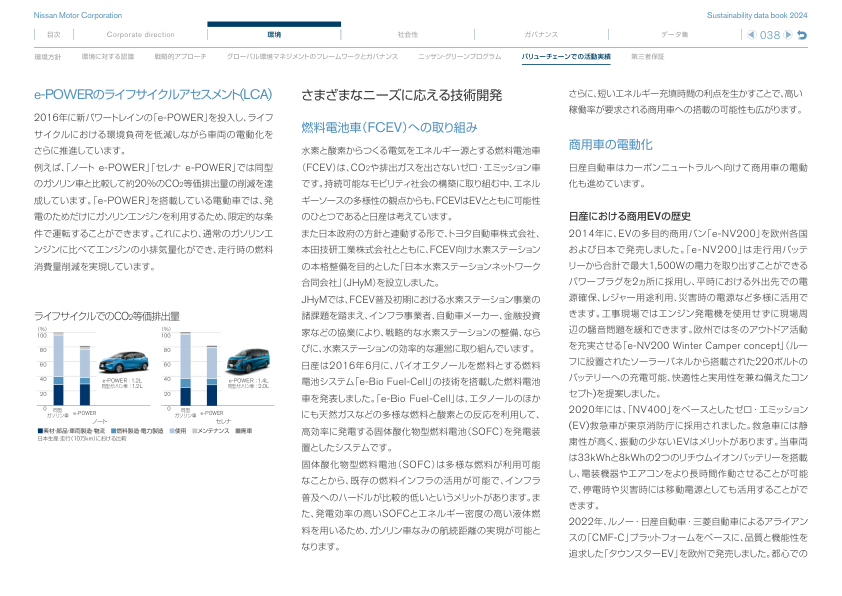 Nissan Motor Corporation
Sustainability data book 2024
目次
Corporate direction
環境
社会性
ガバナンス
データ集
038
環境方針
環境に対する認識
戦略的アプローチ
グローバル環境マネジメントのフレームワークとガバナンス
ニッサン・グリーンプログラム
バリューチェーンでの活動実績
第三者保証
e-POWERのライフサイクルアセスメント(LCA)
2016年に新パワートレインの「e-POWER」を投入し、ライフ
サイクルにおける環境負荷を低減しながら車両の電動化を
さらに推進しています。
例えば、「ノート e-POWER」「セレナ e-POWER」では同型
のガソリン車と比較して約20%のCO2等価排出量の削減を達
成しています。「e-POWER」を搭載している電動車では、発
電のためだけにガソリンエンジンを利用するため、限定的な条
件で運転することができます。これにより、通常のガソリンエ
ンジンに比べてエンジンの小排気量化ができ、走行時の燃料
消費量削減を実現しています。
ライフサイクルでのCO2等価排出量
(%)
100
80
60
40
20
0
同型
ガソリン車
e-POWER
ノート
e-POWER : 1.2L
同型ガソリン車 : 1.2L
(%)
100
80
60
40
20
0
同型
ガソリン車
e-POWER
セレナ
e-POWER : 1.4L
同型ガソリン車 : 2.0L
■素材・部品・車両製造・物流 ■燃料製造・電力製造 ■使用 ■メンテナンス ■廃車
日本生産・走行(10万km)における比較
さまざまなニーズに応える技術開発
燃料電池車（FCEV）への取り組み
水素と酸素からつくる電気をエネルギー源とする燃料電池車
（FCEV）は、CO2や排出ガスを出さないゼロ・エミッション車
です。持続可能なモビリティ社会の構築に取り組む中、エネル
ギーソースの多様性の観点からも、FCEVはEVとともに可能性
のひとつであると日産は考えています。
また日本政府の方針と連動する形で、トヨタ自動車株式会社、
本田技研工業株式会社とともに、FCEV向け水素ステーション
の本格整備を目的とした「日本水素ステーションネットワーク
合同会社」（JHyM）を設立しました。
JHyMでは、FCEV普及初期における水素ステーション事業の
諸課題を踏まえ、インフラ事業者、自動車メーカー、金融投資
家などの協業により、戦略的な水素ステーションの整備、なら
びに、水素ステーションの効率的な運営に取り組んでいます。
日産は2016年6月に、バイオエタノールを燃料とする燃料
電池システム「e-Bio Fuel-Cell」の技術を搭載した燃料電池
車を発表しました。「e-Bio Fuel-Cell」は、エタノールのほか
にも天然ガスなどの多様な燃料と酸素との反応を利用して、
高効率に発電する固体酸化物型燃料電池（SOFC）を発電装
置としたシステムです。
固体酸化物型燃料電池（SOFC）は多様な燃料が利用可能
なことから、既存の燃料インフラの活用が可能で、インフラ
普及へのハードルが比較的低いというメリットがあります。ま
た、発電効率の高いSOFCとエネルギー密度の高い液体燃
料を用いるため、ガソリン車なみの航続距離の実現が可能と
なります。
さらに、短いエネルギー充填時間の利点を生かすことで、高い
稼働率が要求される商用車への搭載の可能性も広がります。
商用車の電動化
日産自動車はカーボンニュートラルへ向けて商用車の電動
化も進めています。
日産における商用EVの歴史
2014年に、EVの多目的商用バン「e-NV200」を欧州各国
および日本で発売しました。「e-NV200」は走行用バッテ
リーから合計で最大1,500Wの電力を取り出すことができる
パワープラグを2ヵ所に採用し、平時における外出先での電
源確保、レジャー用途利用、災害時の電源など多様に活用で
きます。工事現場ではエンジン発電機を使用せずに現場周
辺の騒音問題を緩和できます。欧州では冬のアウトドア活動
を充実させる「e-NV200 Winter Camper concept」（ルー
フに設置されたソーラーパネルから搭載された220ボルトの
バッテリーへの充電可能、快適性と実用性を兼ね備えたコン
セプト)を提案しました。
2020年には、「NV400」をベースとしたゼロ・エミッション
(EV)救急車が東京消防庁に採用されました。救急車には静
粛性が高く、振動の少ないEVはメリットがあります。当車両
は33kWhと8kWhの2つのリチウムイオンバッテリーを搭載
し、電装機器やエアコンをより長時間作動させることが可能
で、停電時や災害時には移動電源としても活用することがで
きます。
2022年、ルノー・日産自動車・三菱自動車によるアライアン
スの「CMF-C」プラットフォームをベースに、品質と機能性を
追求した「タウンスターEV」を欧州で発売しました。都心での